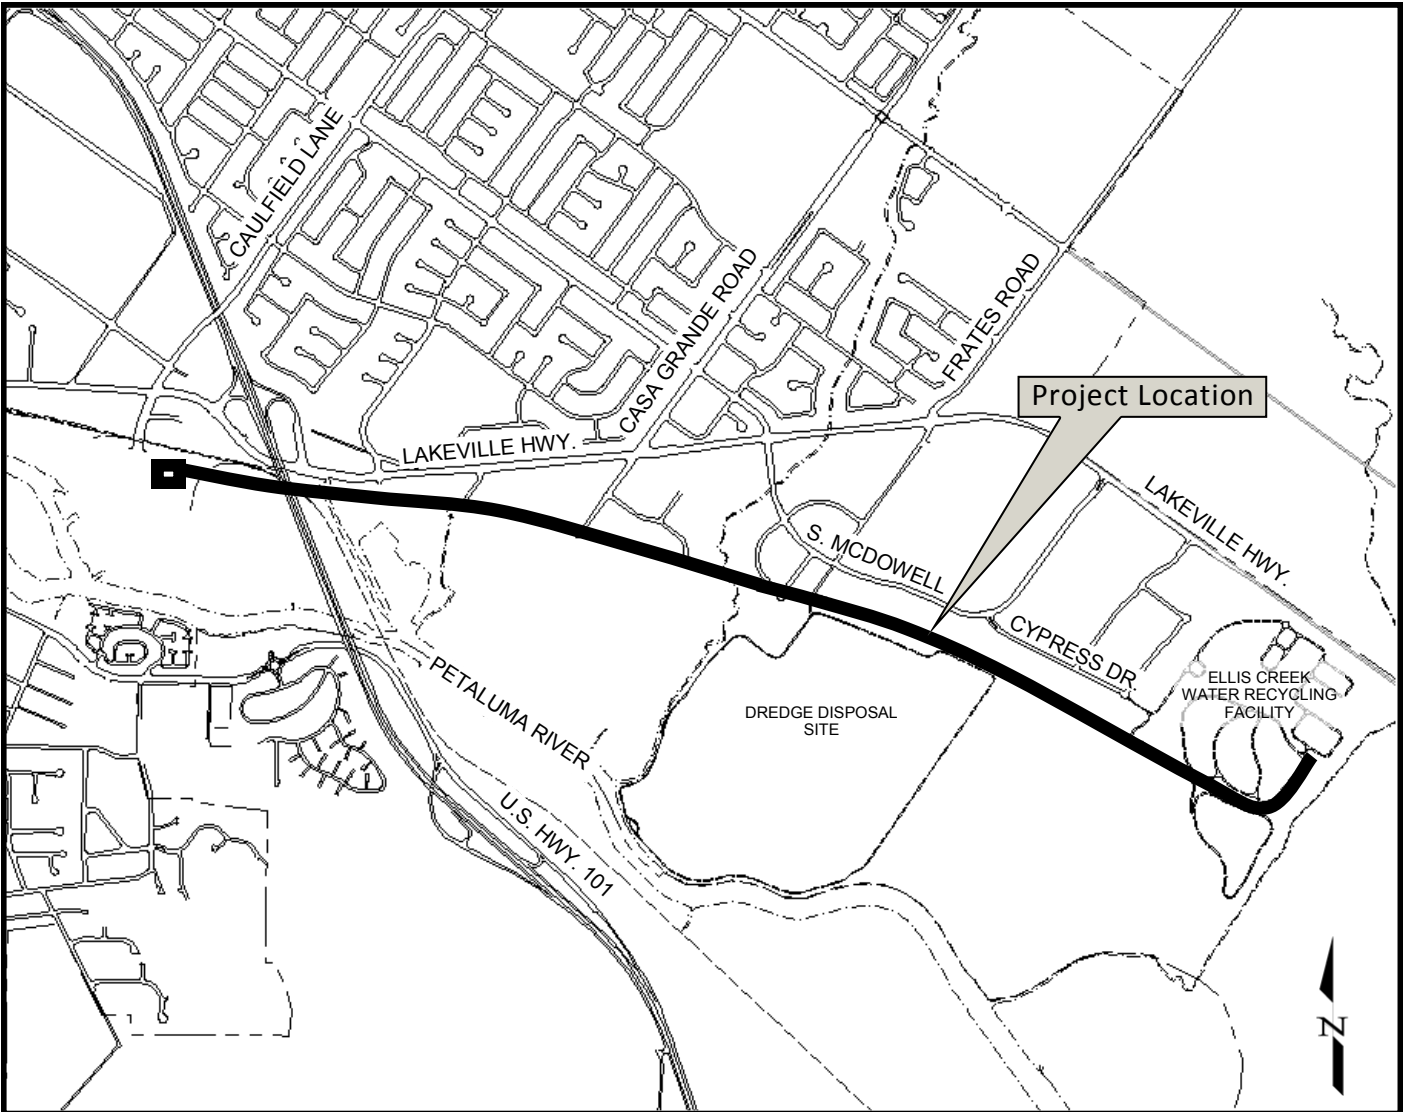 CAULFIELD LANE
CASA GRANDE ROAD
FRATES ROAD
Project Location
LAKEVILLE HWY.
LAKEVILLE HWY.
S. MCDOWELL
CYPRESS DR.
ELLIS CREEK
WATER RECYCLING
FACILITY
PETALUMA RIVER
DREDGE DISPOSAL
SITE
U.S. HWY. 101
N